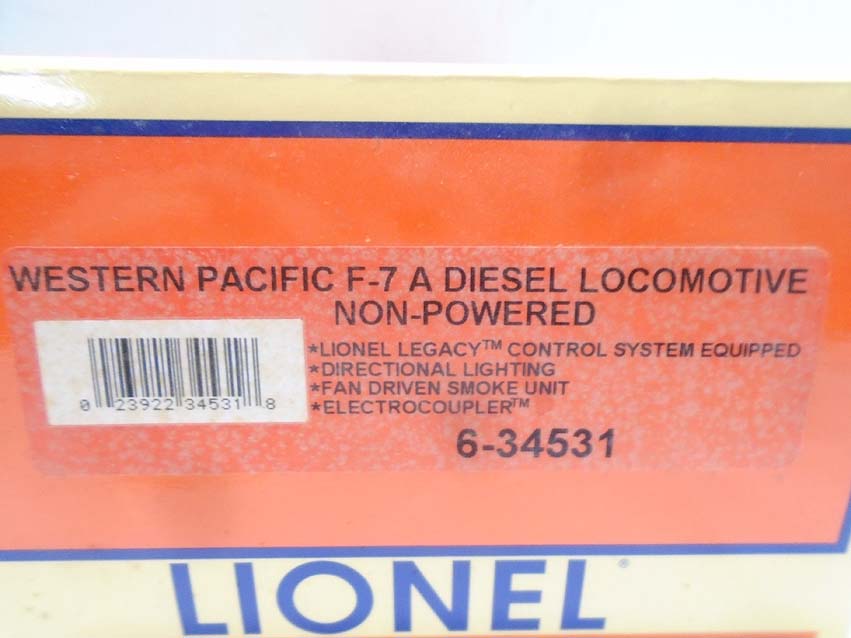 WESTERN PACIFIC F-7 A DIESEL LOCOMOTIVE
NON-POWERED
*LIONEL LEGACY™ CONTROL SYSTEM EQUIPPED
*DIRECTIONAL LIGHTING
*FAN DRIVEN SMOKE UNIT
*ELECTROCOUPLER™
0 23922 34531 8
6-34531
LIONEL®